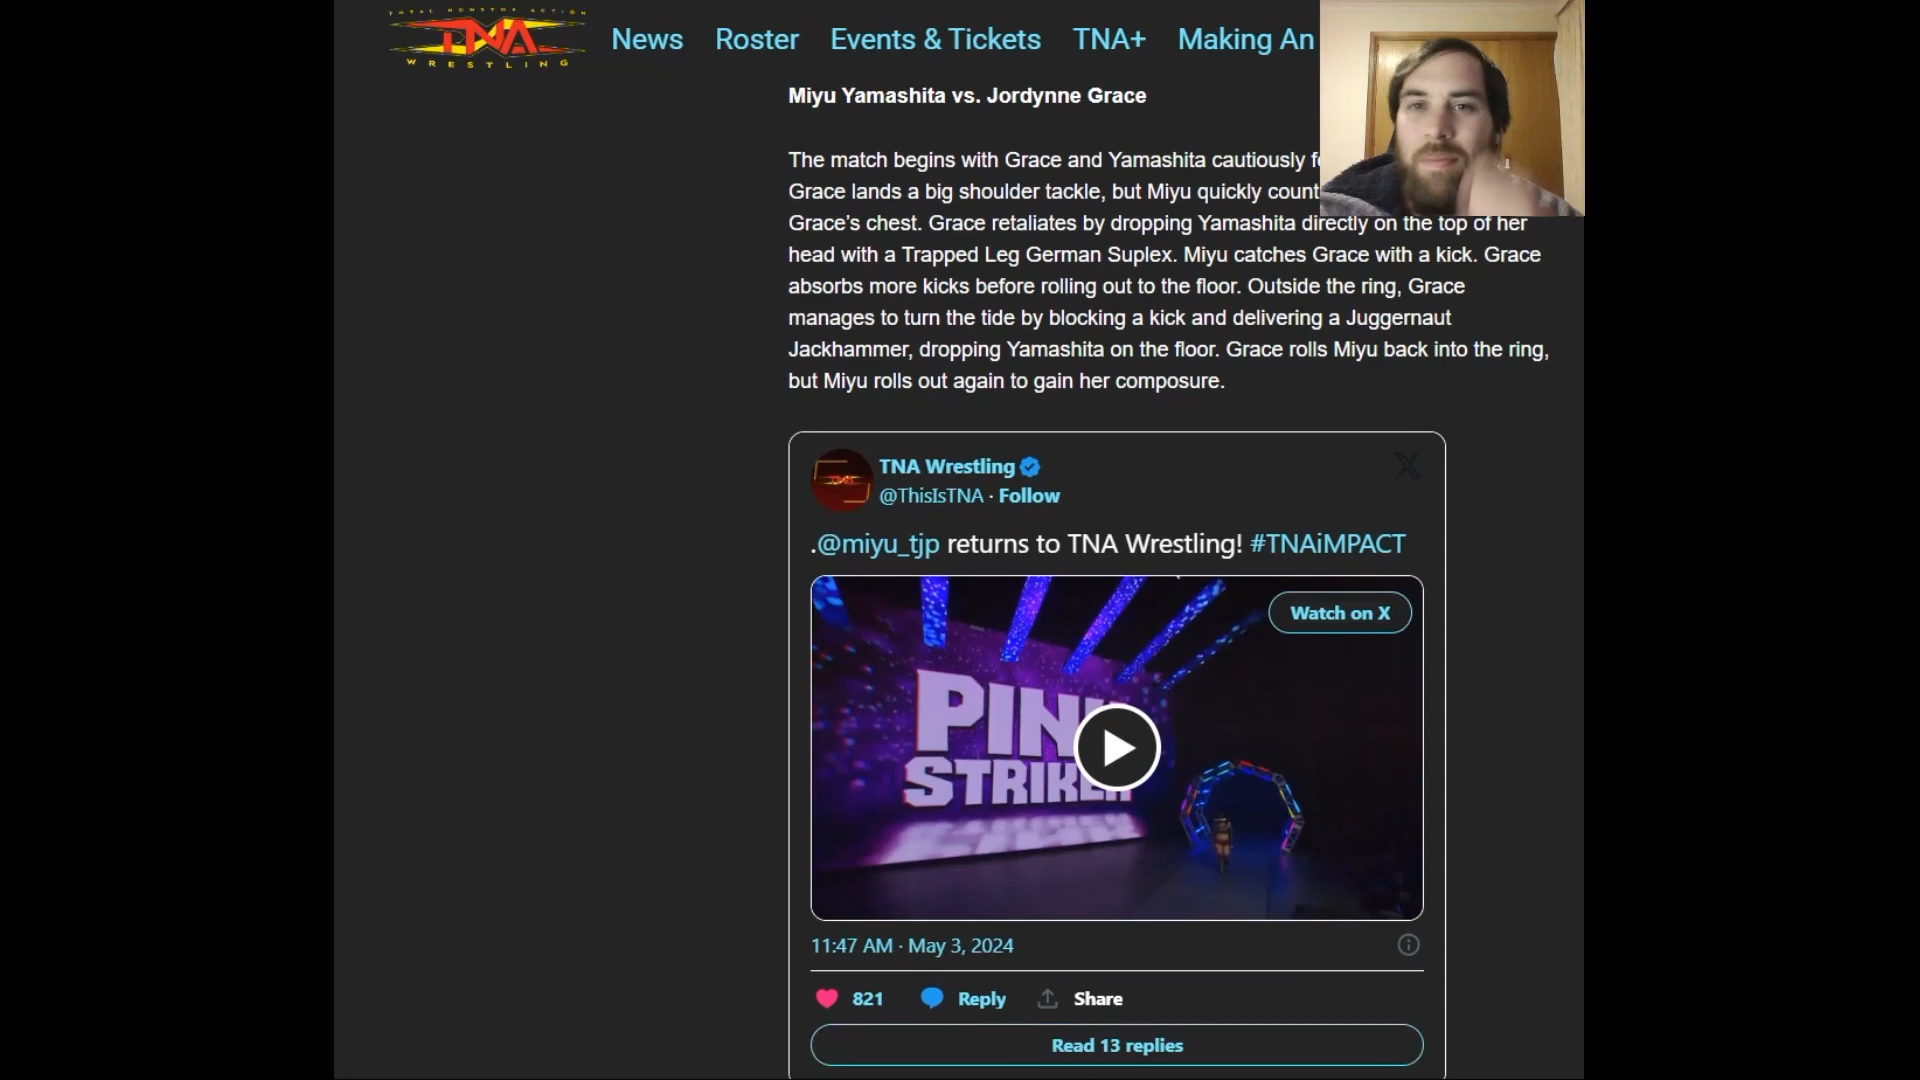 TOTAL NONSTOP ACTION
TNA
WRESTLING
News Roster Events & Tickets TNA+ Making An
Miyu Yamashita vs. Jordynne Grace
The match begins with Grace and Yamashita cautiously
Grace lands a big shoulder tackle, but Miyu quickly
Grace’s chest. Grace retaliates by dropping Yamashita directly on the top of her
head with a Trapped Leg German Suplex. Miyu catches Grace with a kick. Grace
absorbs more kicks before rolling out to the floor. Outside the ring, Grace
manages to turn the tide by blocking a kick and delivering a Juggernaut
Jackhammer, dropping Yamashita on the floor. Grace rolls Miyu back into the ring,
but Miyu rolls out again to gain her composure.
TNA Wrestling
@ThisIsTNA · Follow
.@miyu_tjp returns to TNA Wrestling! #TNAiMPACT
Watch on X
PINK
STRIKER
11:47 AM · May 3, 2024
821 Reply Share
Read 13 replies